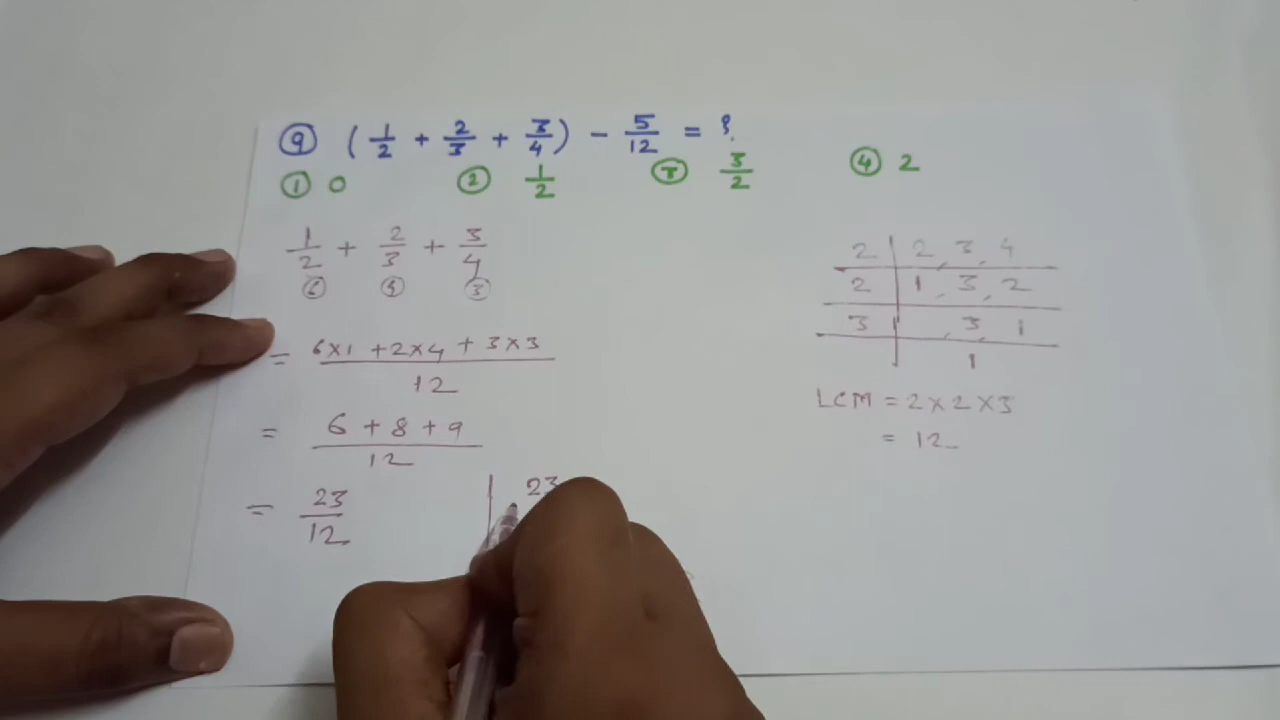 ⑨ (1/2 + 2/3 + 3/4) - 5/12 = ?
① 0 ② 1/2 ③ 3/2 ④ 2
1/2 + 2/3 + 3/4
⑥ ④ ③
= 6×1 + 2×4 + 3×3 / 12
= 6 + 8 + 9 / 12
= 23/12
23
2 | 2, 3, 4
2 | 1, 3, 2
3 | , 3, 1
1
LCM = 2×2×3
= 12